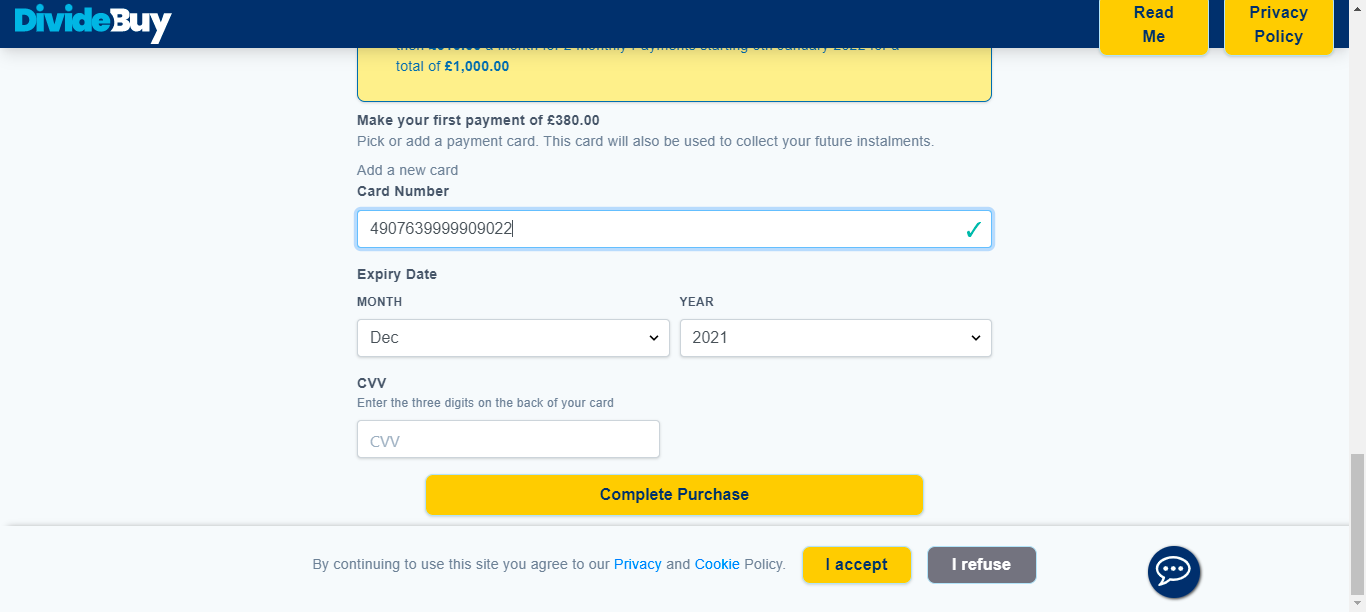 DivideBuy
Read
Me
Privacy
Policy
total of £1,000.00
Make your first payment of £380.00
Pick or add a payment card. This card will also be used to collect your future instalments.
Add a new card
Card Number
4907639999909022
Expiry Date
MONTH
YEAR
Dec
2021
CVV
Enter the three digits on the back of your card
CVV
Complete Purchase
By continuing to use this site you agree to our Privacy and Cookie Policy.
I accept
I refuse